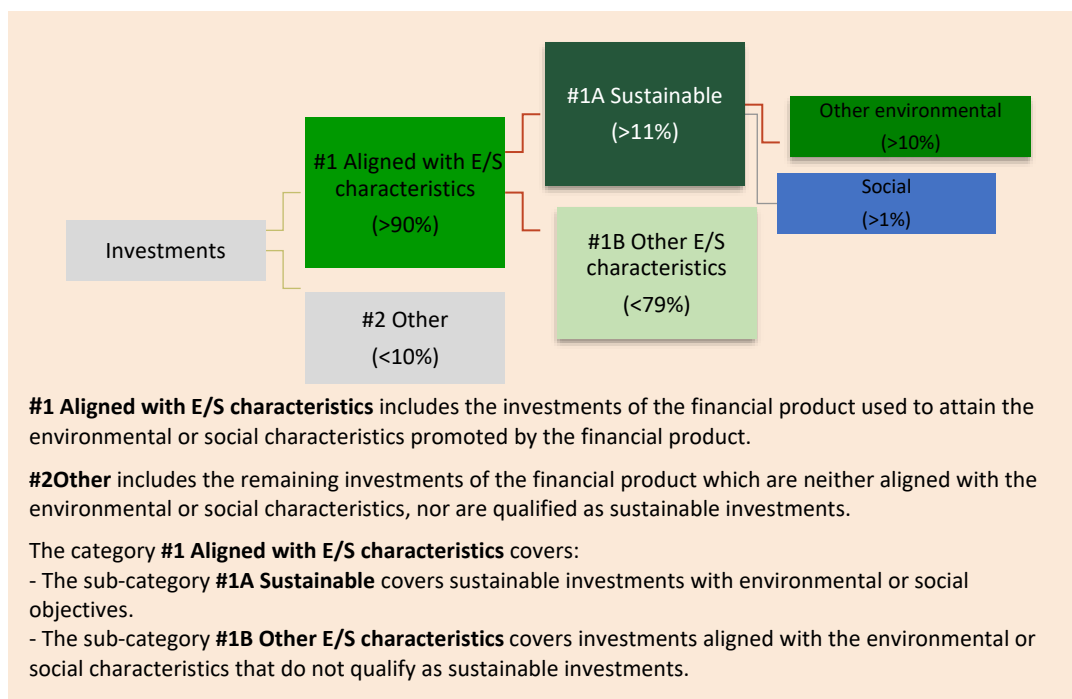 #1A Sustainable
(>11%)
Other environmental
(>10%)
#1 Aligned with E/S
characteristics
(>90%)
Social
(>1%)
Investments
#1B Other E/S
characteristics
(<79%)
#2 Other
(<10%)
#1 Aligned with E/S characteristics includes the investments of the financial product used to attain the
environmental or social characteristics promoted by the financial product.
#2Other includes the remaining investments of the financial product which are neither aligned with the
environmental or social characteristics, nor are qualified as sustainable investments.
The category #1 Aligned with E/S characteristics covers:
- The sub-category #1A Sustainable covers sustainable investments with environmental or social
objectives.
- The sub-category #1B Other E/S characteristics covers investments aligned with the environmental or
social characteristics that do not qualify as sustainable investments.